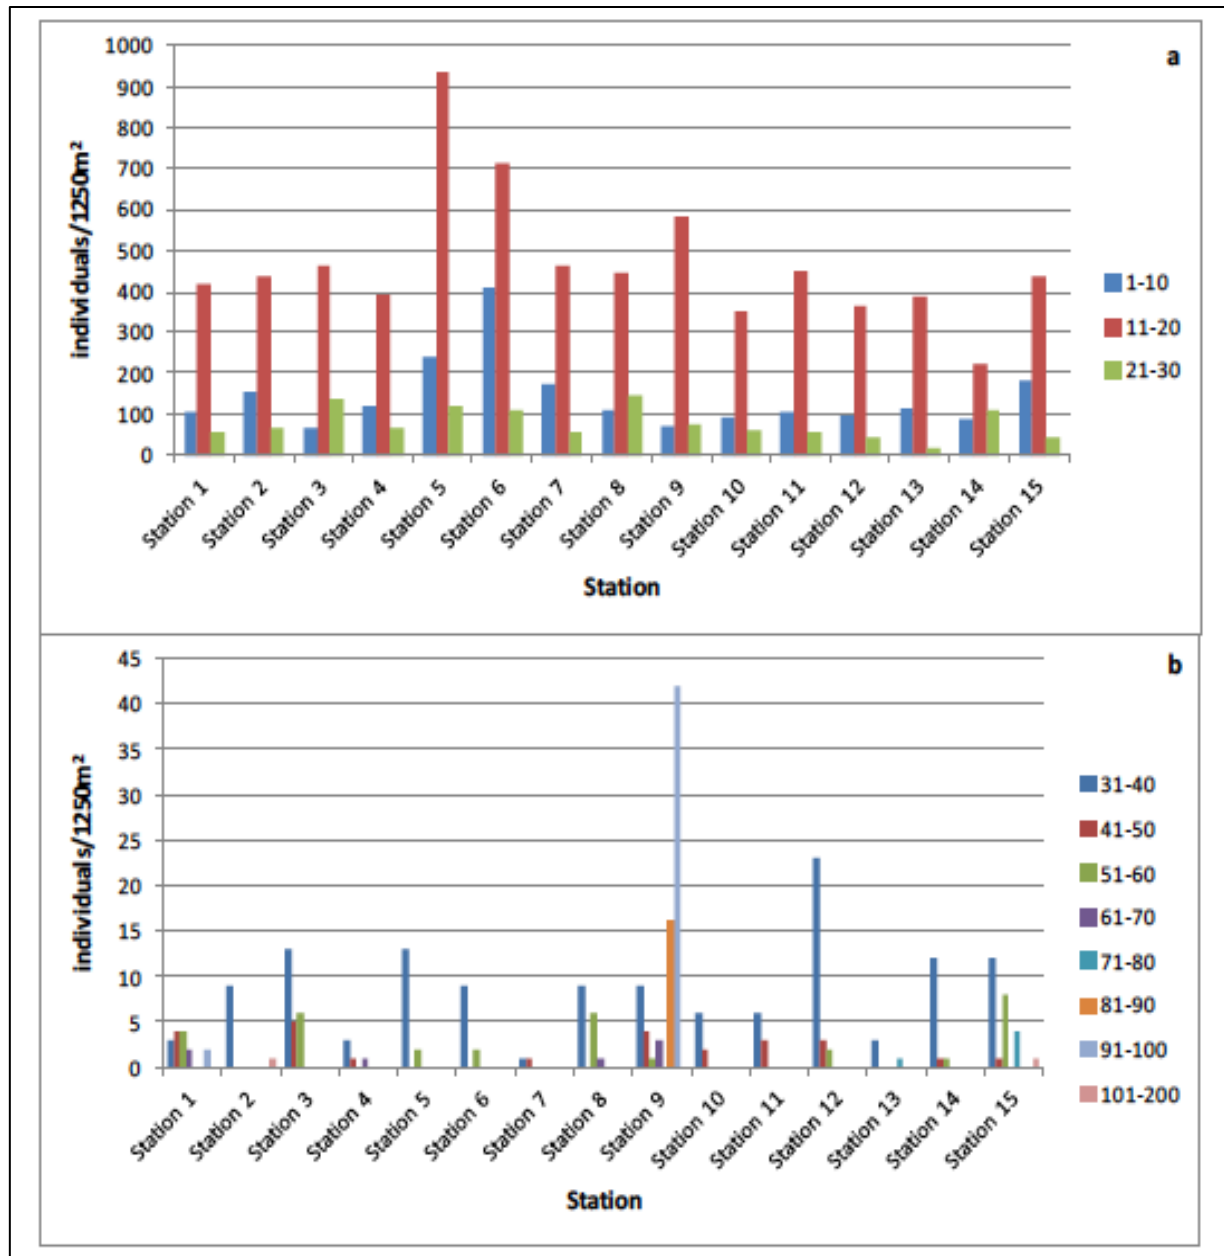 a
1000
900
800
700
600
500
400
300
200
100
0
individuals/1250m²
1-10
11-20
21-30
Station 1
Station 2
Station 3
Station 4
Station 5
Station 6
Station 7
Station 8
Station 9
Station 10
Station 11
Station 12
Station 13
Station 14
Station 15
Station
b
45
40
35
30
25
20
15
10
5
0
individuals/1250m²
31-40
41-50
51-60
61-70
71-80
81-90
91-100
101-200
Station 1
Station 2
Station 3
Station 4
Station 5
Station 6
Station 7
Station 8
Station 9
Station 10
Station 11
Station 12
Station 13
Station 14
Station 15
Station